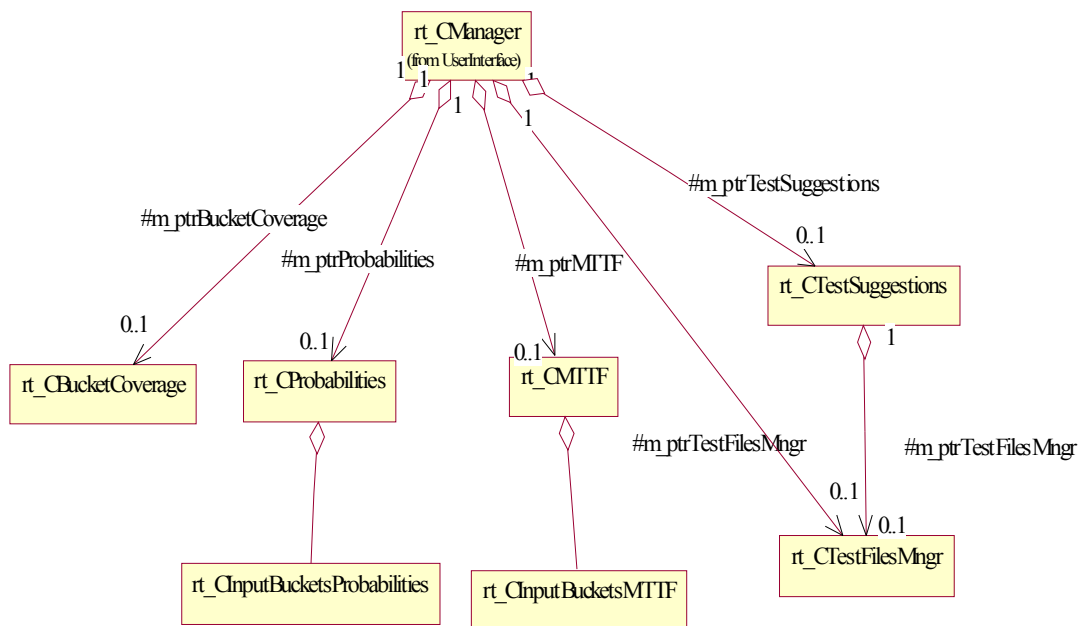 rt_CManager
(from UserInterface)
1
1
1
1
1
#m_ptrTestSuggestions
#m_ptrBucketCoverage
#m_ptrProbabilities
#m_ptrMTTF
0..1
rt_CTestSuggestions
0..1
0..1
0..1
1
rt_CBucketCoverage
rt_CProbabilities
rt_CMTTF
#m_ptrTestFilesMngr
#m_ptrTestFilesMngr
0..1
0..1
rt_CTestFilesMngr
rt_CInputBucketsProbabilities
rt_CInputBucketsMTTF